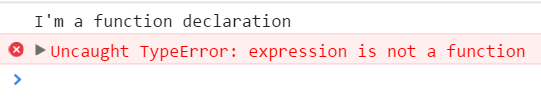 I'm a function declaration
Uncaught TypeError: expression is not a function